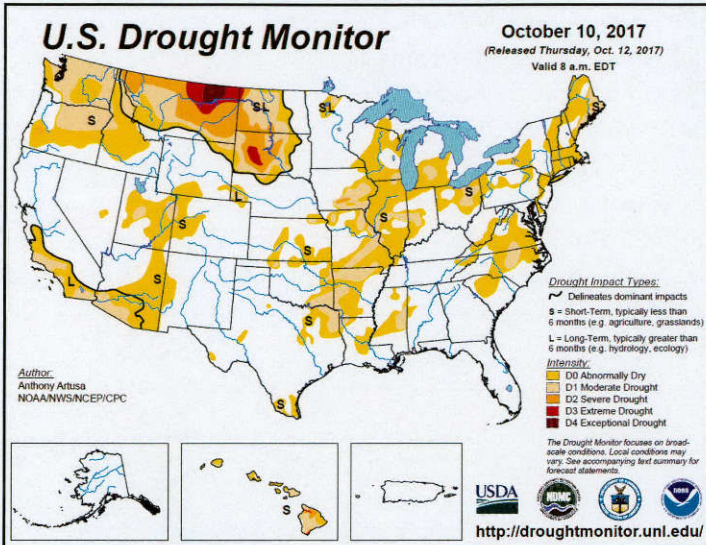 U.S. Drought Monitor
October 10, 2017
(Released Thursday, Oct. 12, 2017)
Valid 8 a.m. EDT
SL
SL
S
S
L
S
S
S
S
S
L
S
S
S
Drought Impact Types:
Delineates dominant impacts
S = Short-Term, typically less than
6 months (e.g. agriculture, grasslands)
L = Long-Term, typically greater than
6 months (e.g. hydrology, ecology)
Intensity:
D0 Abnormally Dry
D1 Moderate Drought
D2 Severe Drought
D3 Extreme Drought
D4 Exceptional Drought
Author:
Anthony Artusa
NOAA/NWS/NCEP/CPC
The Drought Monitor focuses on broad-
scale conditions. Local conditions may
vary. See accompanying text summary for
forecast statements.
S
USDA
NDMC
NOAA
http://droughtmonitor.unl.edu/